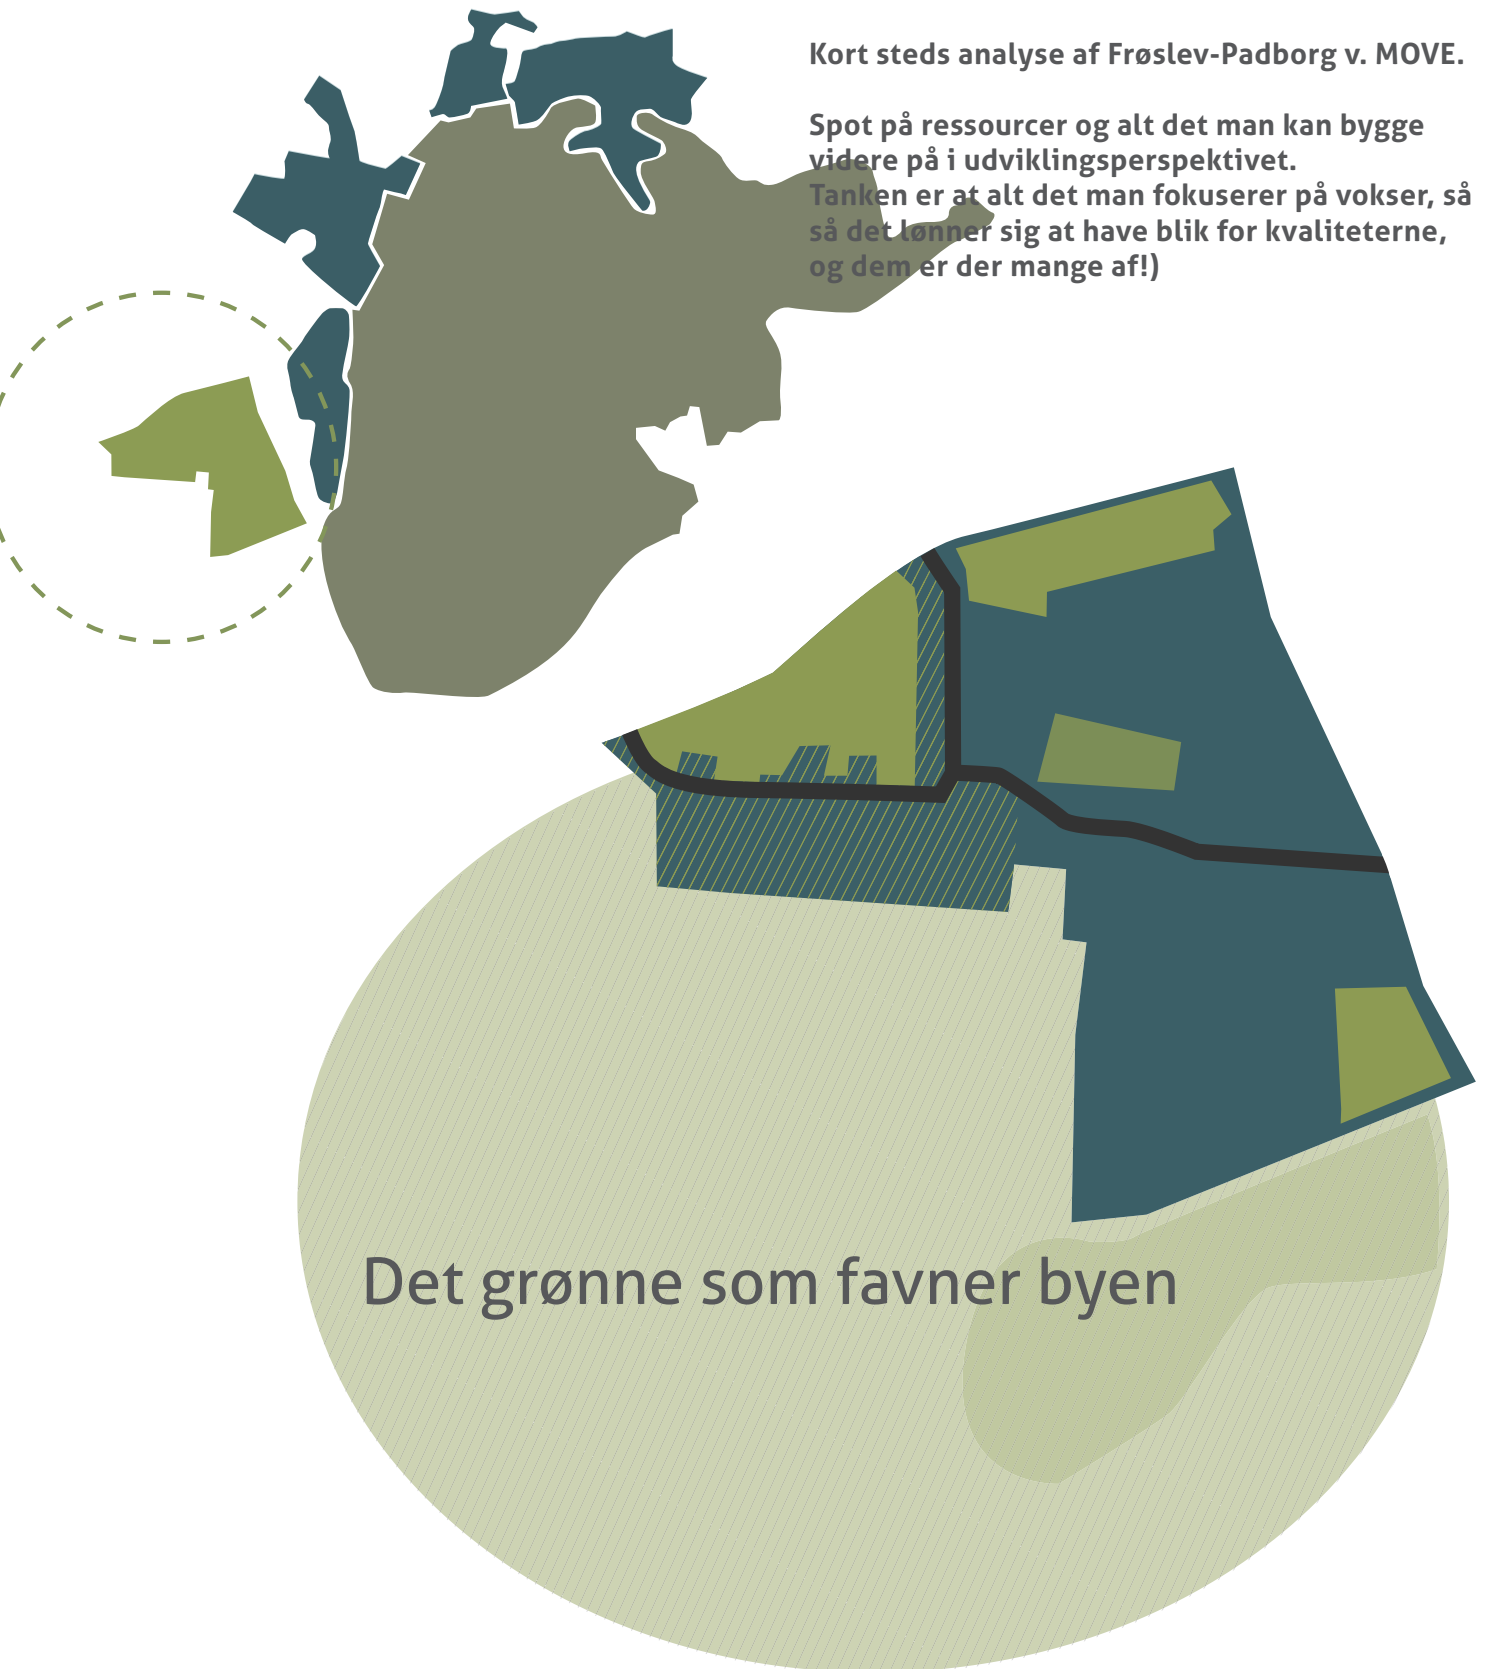 Kort steds analyse af Frøslev-Padborg v. MOVE.
Spot på ressourcer og alt det man kan bygge
videre på i udviklingsperspektivet.
Tanken er at alt det man fokuserer på vokser, så
så det lønner sig at have blik for kvaliteterne,
og dem er der mange af!)
Det grønne som favner byen